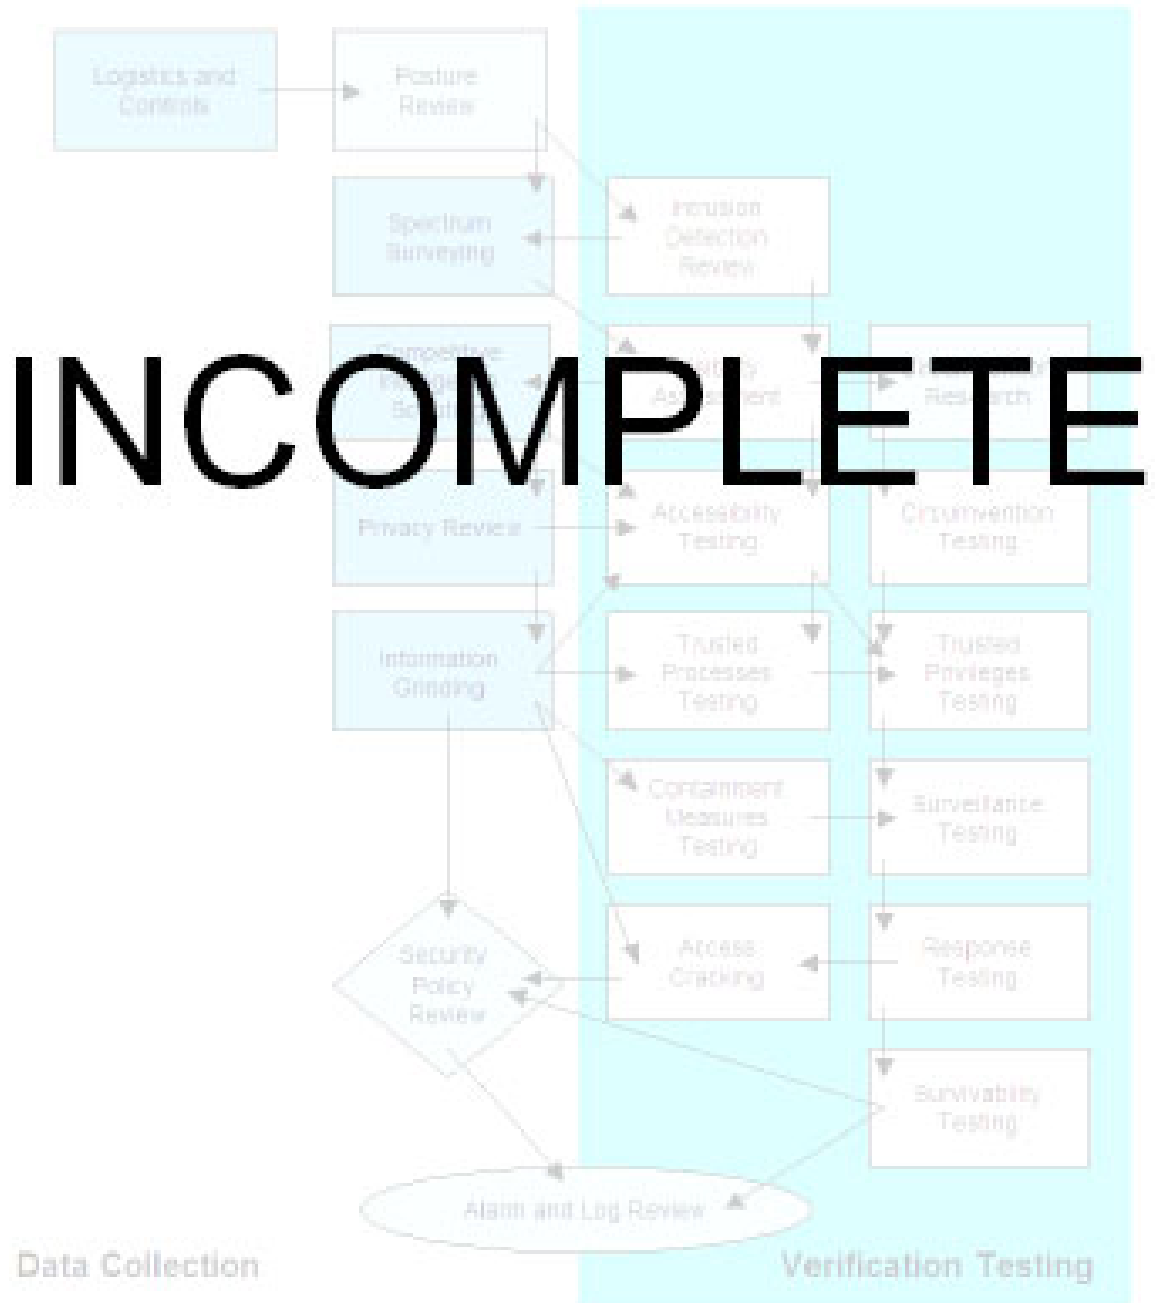 Logistics and
Controls
Posture
Review
Spectrum
Surveying
Intrusion
Detection
Review
Competitive
INCOMPLETE
Research
Privacy Review
Accessibility
Testing
Circumvention
Testing
Information
Grinding
Trusted
Processes
Testing
Trusted
Privileges
Testing
Containment
Measures
Testing
Surveillance
Testing
Security
Policy
Review
Access
Cracking
Response
Testing
Survivability
Testing
Alarm and Log Review
Data Collection
Verification Testing